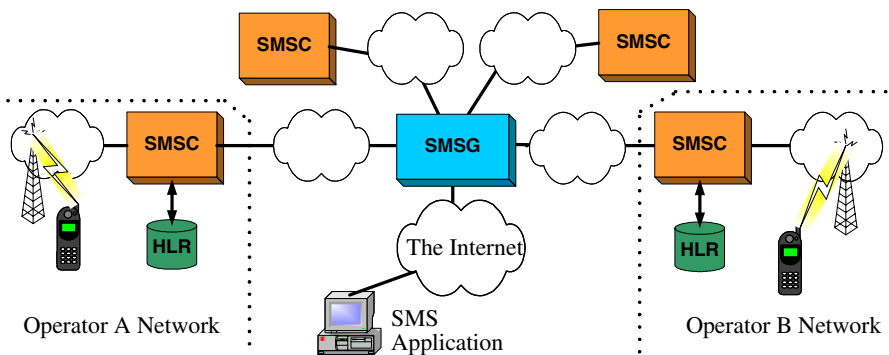 SMSC
SMSC
SMSC
SMSG
SMSC
HLR
The Internet
HLR
Operator A Network
SMS
Application
Operator B Network